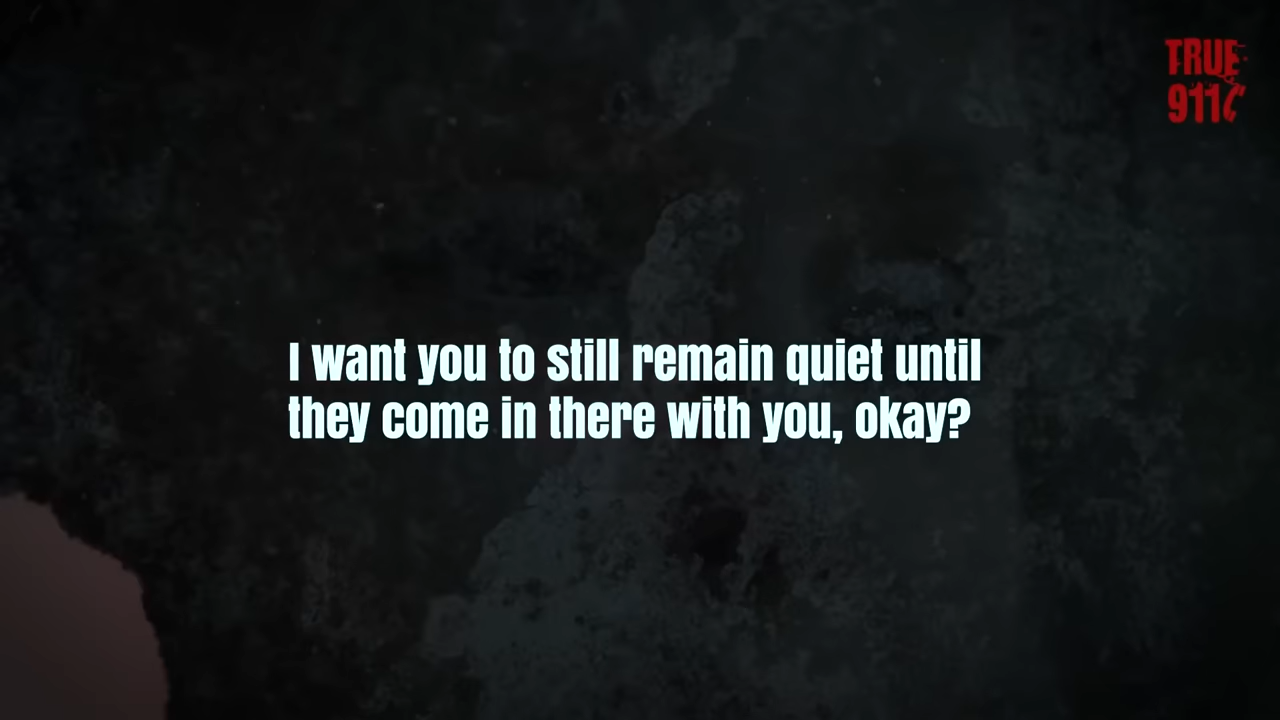 TRUE
911
I want you to still remain quiet until
they come in there with you, okay?